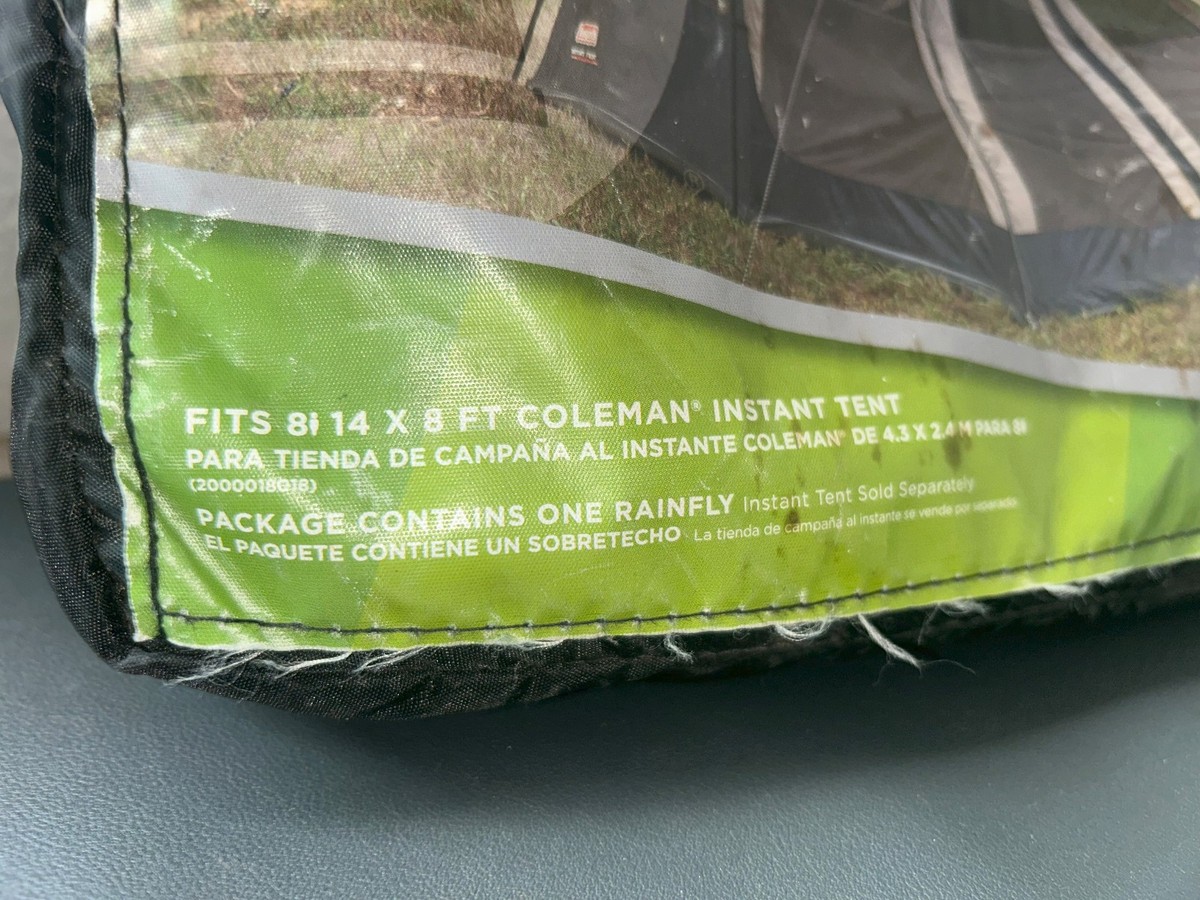 FITS 8 14 X 8 FT COLEMAN® INSTANT TENT
PARA TIENDA DE CAMPAÑA AL INSTANTE COLEMAN® DE 4.3 X 2.4 M PARA 8
(2000018018)
PACKAGE CONTAINS ONE RAINFLY Instant Tent Sold Separately
EL PAQUETE CONTIENE UN SOBRETECHO La tienda de campaña al instante se vende por separado.